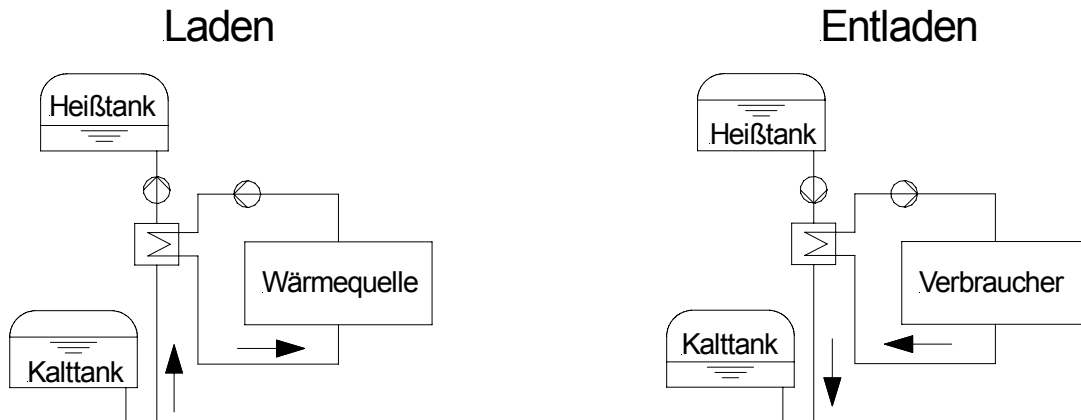 Laden
Heißtank
Wärmequelle
Kalttank
Entladen
Heißtank
Verbraucher
Kalttank